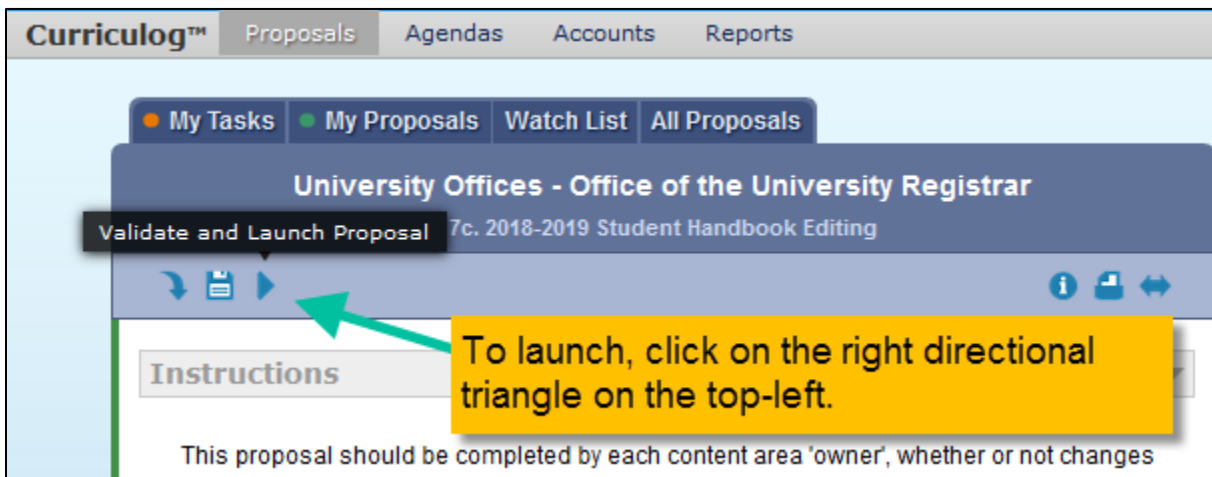 Curriculog™ Proposals Agendas Accounts Reports
My Tasks My Proposals Watch List All Proposals
University Offices - Office of the University Registrar
Validate and Launch Proposal 7c. 2018-2019 Student Handbook Editing
To launch, click on the right directional
triangle on the top-left.
Instructions
This proposal should be completed by each content area 'owner', whether or not changes